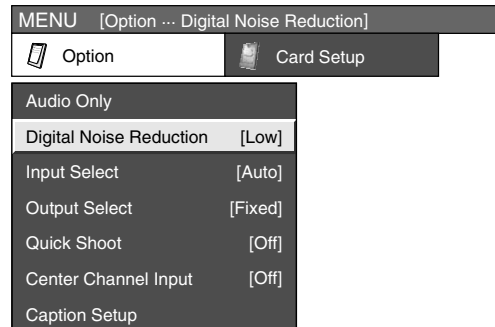 MENU [Option ··· Digital Noise Reduction]
Option Card Setup
Audio Only
Digital Noise Reduction [Low]
Input Select [Auto]
Output Select [Fixed]
Quick Shoot [Off]
Center Channel Input [Off]
Caption Setup